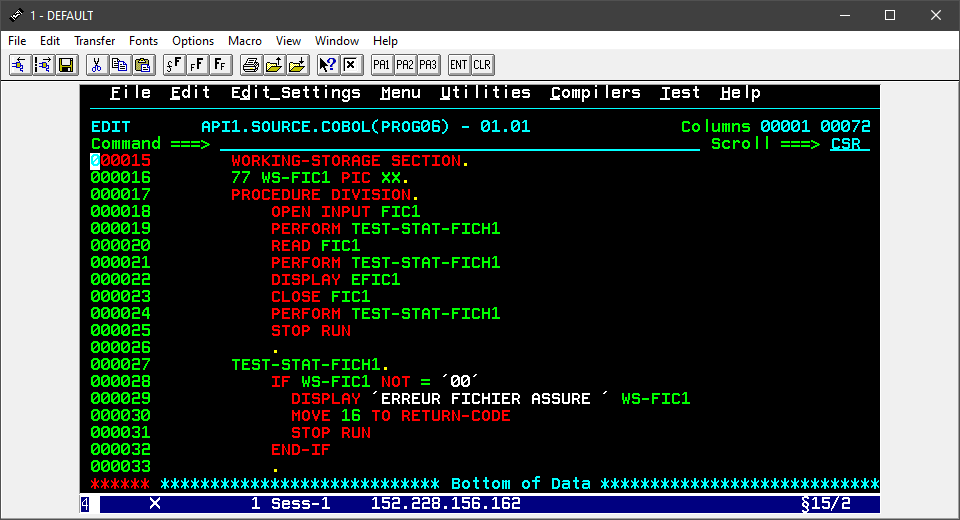 1 - DEFAULT
File Edit Transfer Fonts Options Macro View Window Help
PA1 PA2 PA3 ENT CLR
File Edit Edit_Settings Menu Utilities Compilers Test Help
EDIT API1.SOURCE.COBOL(PROG06) - 01.01 Columns 00001 00072
Command ===> Scroll ===> CSR
000015 WORKING-STORAGE SECTION.
000016 77 WS-FIC1 PIC XX.
000017 PROCEDURE DIVISION.
000018 OPEN INPUT FIC1
000019 PERFORM TEST-STAT-FICH1
000020 READ FIC1
000021 PERFORM TEST-STAT-FICH1
000022 DISPLAY EFIC1
000023 CLOSE FIC1
000024 PERFORM TEST-STAT-FICH1
000025 STOP RUN
000026 .
000027 TEST-STAT-FICH1.
000028 IF WS-FIC1 NOT = ´00´
000029 DISPLAY ´ERREUR FICHIER ASSURE ´ WS-FIC1
000030 MOVE 16 TO RETURN-CODE
000031 STOP RUN
000032 END-IF
000033 .
****** **************************** Bottom of Data ****************************
4 X 1 Sess-1 152.228.156.162 §15/2